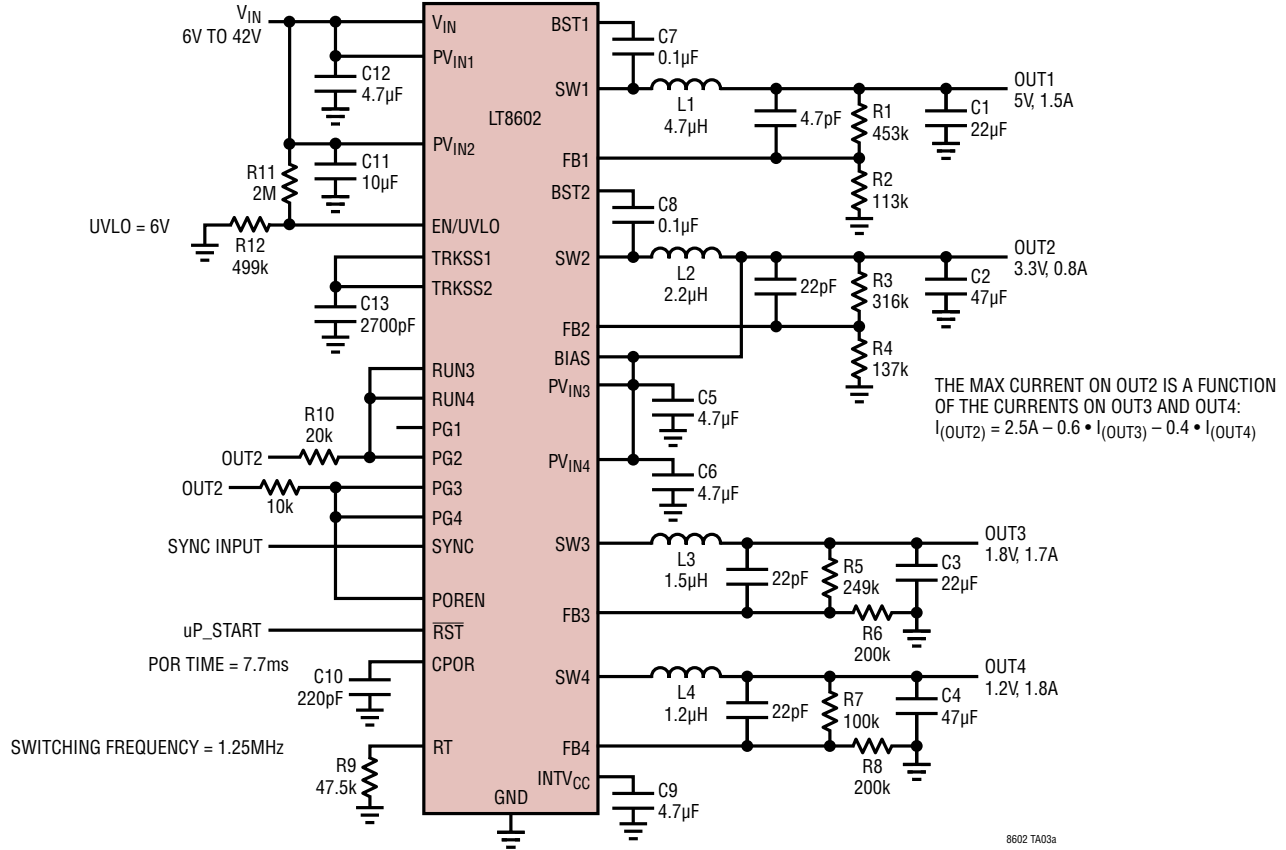 VIN
6V TO 42V
C12
4.7µF
C11
10µF
R11
2M
UVLO = 6V
R12
499k
C13
2700pF
R10
20k
OUT2
OUT2
10k
SYNC INPUT
uP_START
POR TIME = 7.7ms
C10
220pF
SWITCHING FREQUENCY = 1.25MHz
R9
47.5k
VIN
PVIN1
LT8602
PVIN2
EN/UVLO
TRKSS1
TRKSS2
RUN3
RUN4
PG1
PG2
PG3
PG4
SYNC
POREN
RST
CPOR
RT
GND
BST1
SW1
FB1
BST2
SW2
FB2
BIAS
PVIN3
PVIN4
SW3
FB3
SW4
FB4
INTVCC
C7
0.1µF
L1
4.7µH
4.7pF
R1
453k
C1
22µF
OUT1
5V, 1.5A
R2
113k
C8
0.1µF
L2
2.2µH
22pF
R3
316k
C2
47µF
OUT2
3.3V, 0.8A
R4
137k
THE MAX CURRENT ON OUT2 IS A FUNCTION
OF THE CURRENTS ON OUT3 AND OUT4:
I(OUT2) = 2.5A – 0.6 • I(OUT3) – 0.4 • I(OUT4)
C5
4.7µF
C6
4.7µF
L3
1.5µH
22pF
R5
249k
C3
22µF
OUT3
1.8V, 1.7A
R6
200k
L4
1.2µH
22pF
R7
100k
C4
47µF
OUT4
1.2V, 1.8A
R8
200k
C9
4.7µF
8602 TA03a